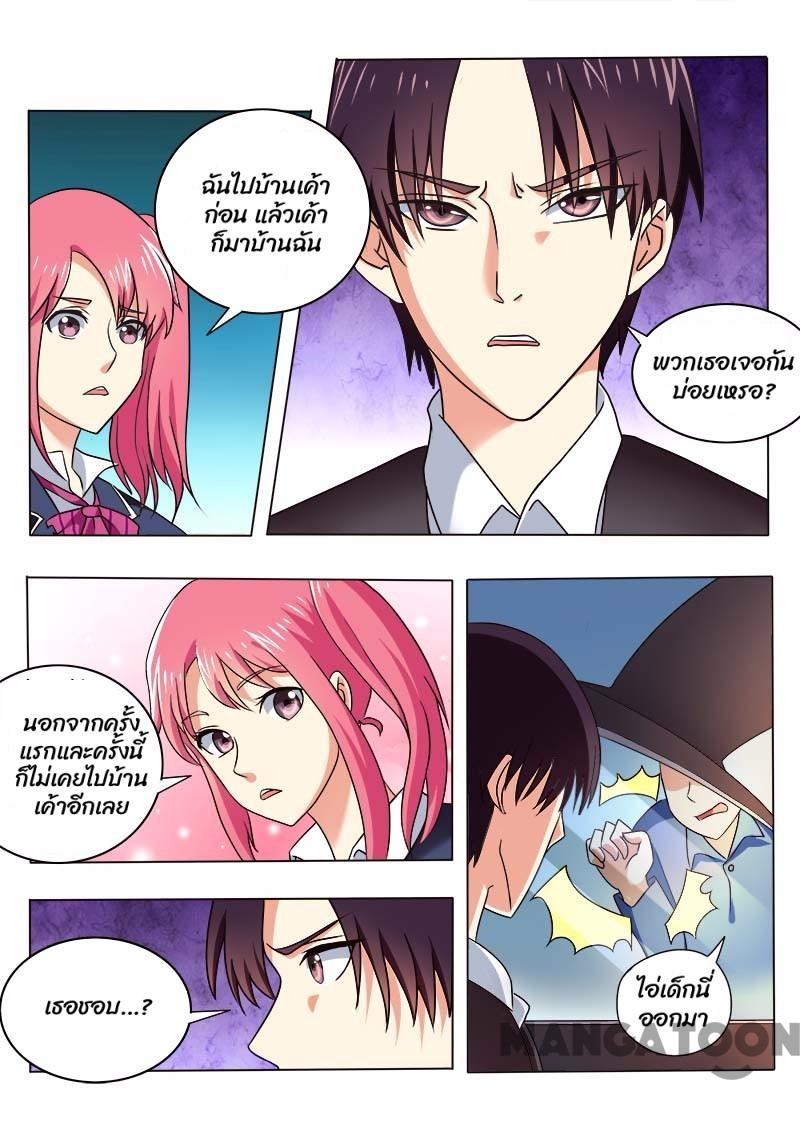 ฉันไปบ้านเค้า
ก่อน แล้วเค้า
ก็มาบ้านฉัน
พวกเธอเจอกัน
บ่อยเหรอ?
นอกจากครั้ง
แรกและครั้งนี้
ก็ไม่เคยไปบ้าน
เค้าอีกเลย
ไอ่เด็กนี่
ออกมา
เธอชอบ...?
MANGATOON